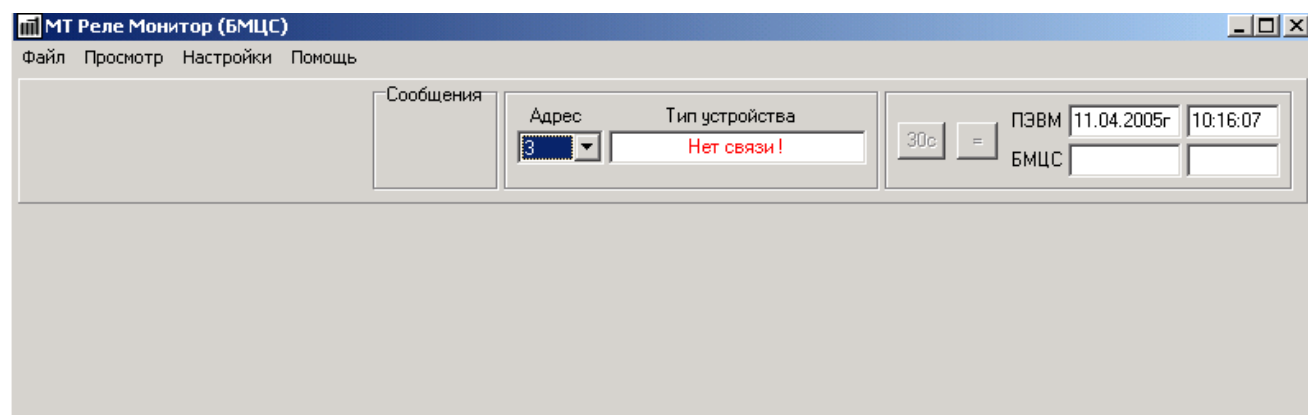 МТ Реле Монитор (БМЦС)
Файл Просмотр Настройки Помощь
Сообщения
Адрес Тип устройства
3 Нет связи !
30с = ПЭВМ 11.04.2005г 10:16:07
БМЦС